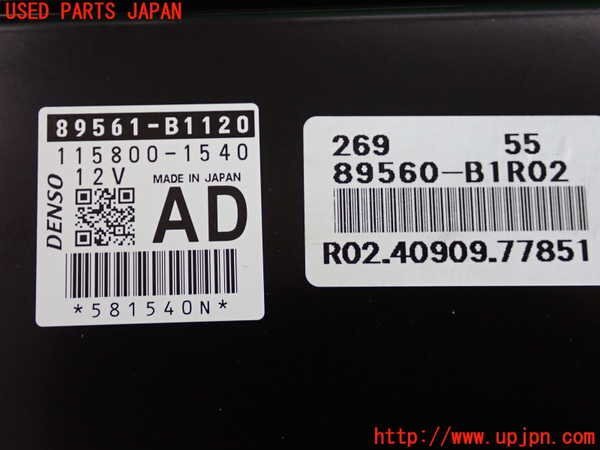 USED PARTS JAPAN
89561-B1120
115800-1540
12V MADE IN JAPAN
DENSO
AD
*581540N*
269 55
89560-B1R02
R02.40909.77851
http://www.upjpn.com/